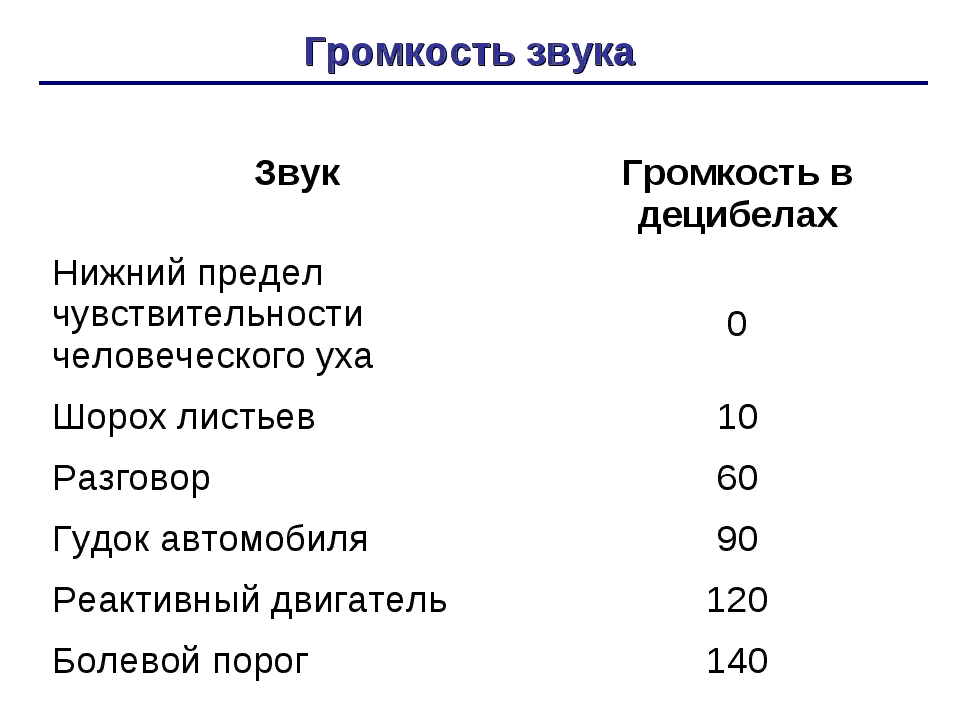 Громкость звука
Звук
Громкость в
децибелах
Нижний предел
чувствительности
человеческого уха
0
Шорох листьев 10
Разговор 60
Гудок автомобиля 90
Реактивный двигатель 120
Болевой порог 140